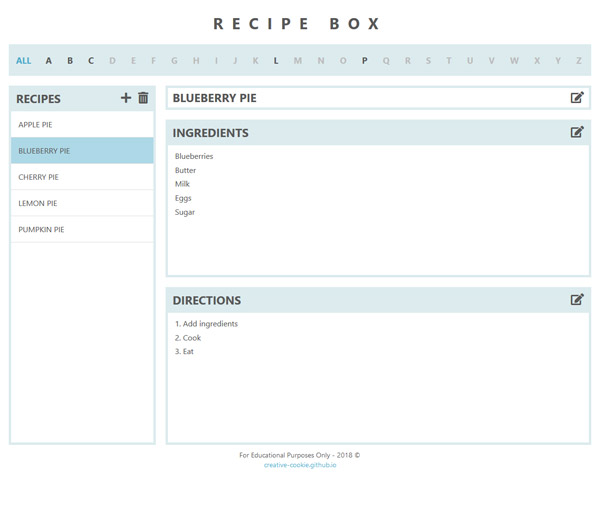 RECIPE BOX
ALL A B C D E F G H I J K L M N O P Q R S T U V W X Y Z
RECIPES
APPLE PIE
BLUEBERRY PIE
CHERRY PIE
LEMON PIE
PUMPKIN PIE
BLUEBERRY PIE
INGREDIENTS
Blueberries
Butter
Milk
Eggs
Sugar
DIRECTIONS
1. Add ingredients
2. Cook
3. Eat
For Educational Purposes Only - 2018 ©
creative-cookie.github.io